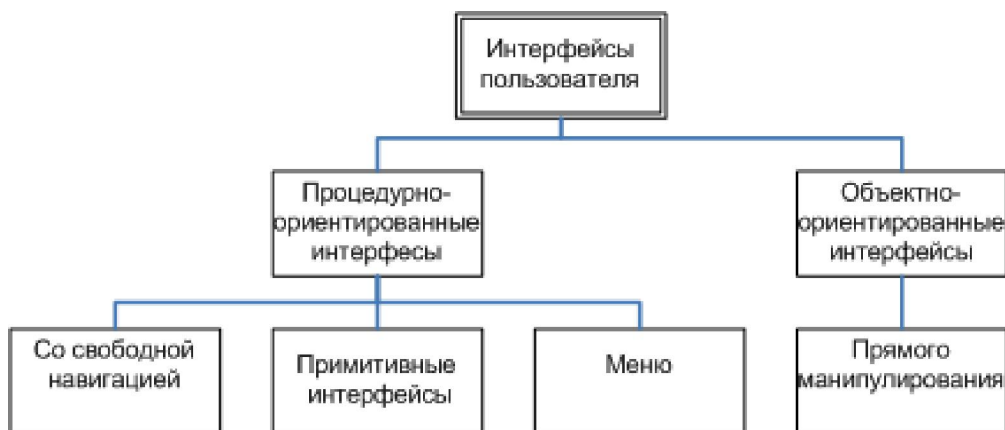 Интерфейсы
пользователя
Процедурно-
ориентированные
интерфесы
Объектно-
ориентированные
интерфейсы
Со свободной
навигацией
Примитивные
интерфейсы
Меню
Прямого
манипулирования